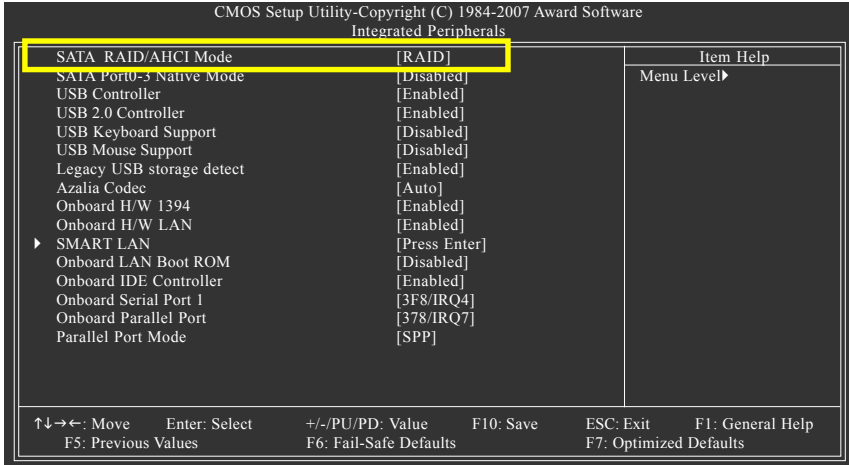 CMOS Setup Utility-Copyright (C) 1984-2007 Award Software
Integrated Peripherals
SATA RAID/AHCI Mode [RAID] Item Help
SATA Port0-3 Native Mode [Disabled] Menu Level▶
USB Controller [Enabled]
USB 2.0 Controller [Enabled]
USB Keyboard Support [Disabled]
USB Mouse Support [Disabled]
Legacy USB storage detect [Enabled]
Azalia Codec [Auto]
Onboard H/W 1394 [Enabled]
Onboard H/W LAN [Enabled]
▶ SMART LAN [Press Enter]
Onboard LAN Boot ROM [Disabled]
Onboard IDE Controller [Enabled]
Onboard Serial Port 1 [3F8/IRQ4]
Onboard Parallel Port [378/IRQ7]
Parallel Port Mode [SPP]
↑↓→←: Move Enter: Select +/-/PU/PD: Value F10: Save ESC: Exit F1: General Help
F5: Previous Values F6: Fail-Safe Defaults F7: Optimized Defaults